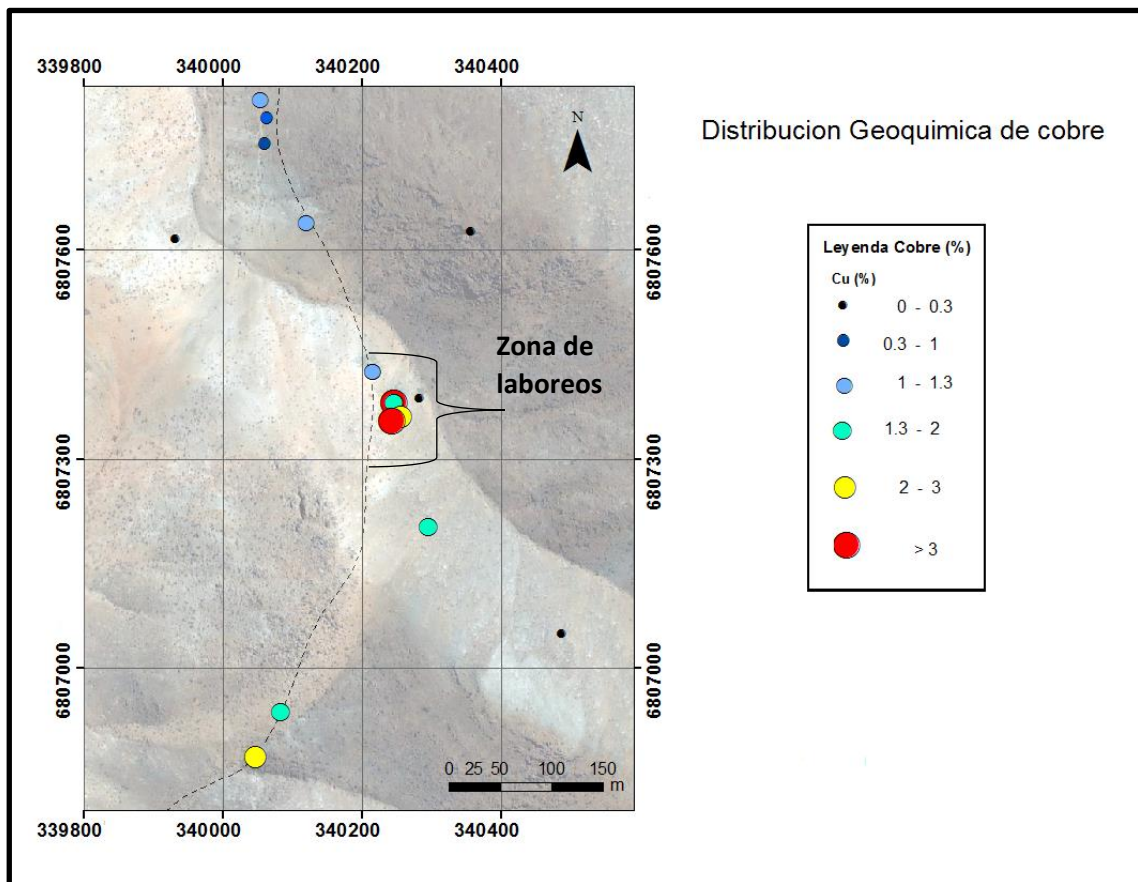 339800 340000 340200 340400
N
Distribucion Geoquimica de cobre
6807600 6807600
Leyenda Cobre (%)
Cu (%)
0 - 0.3
0.3 - 1
1 - 1.3
1.3 - 2
2 - 3
> 3
Zona de
laboreos
6807300 6807300
6807000 6807000
0 25 50 100 150
m
339800 340000 340200 340400